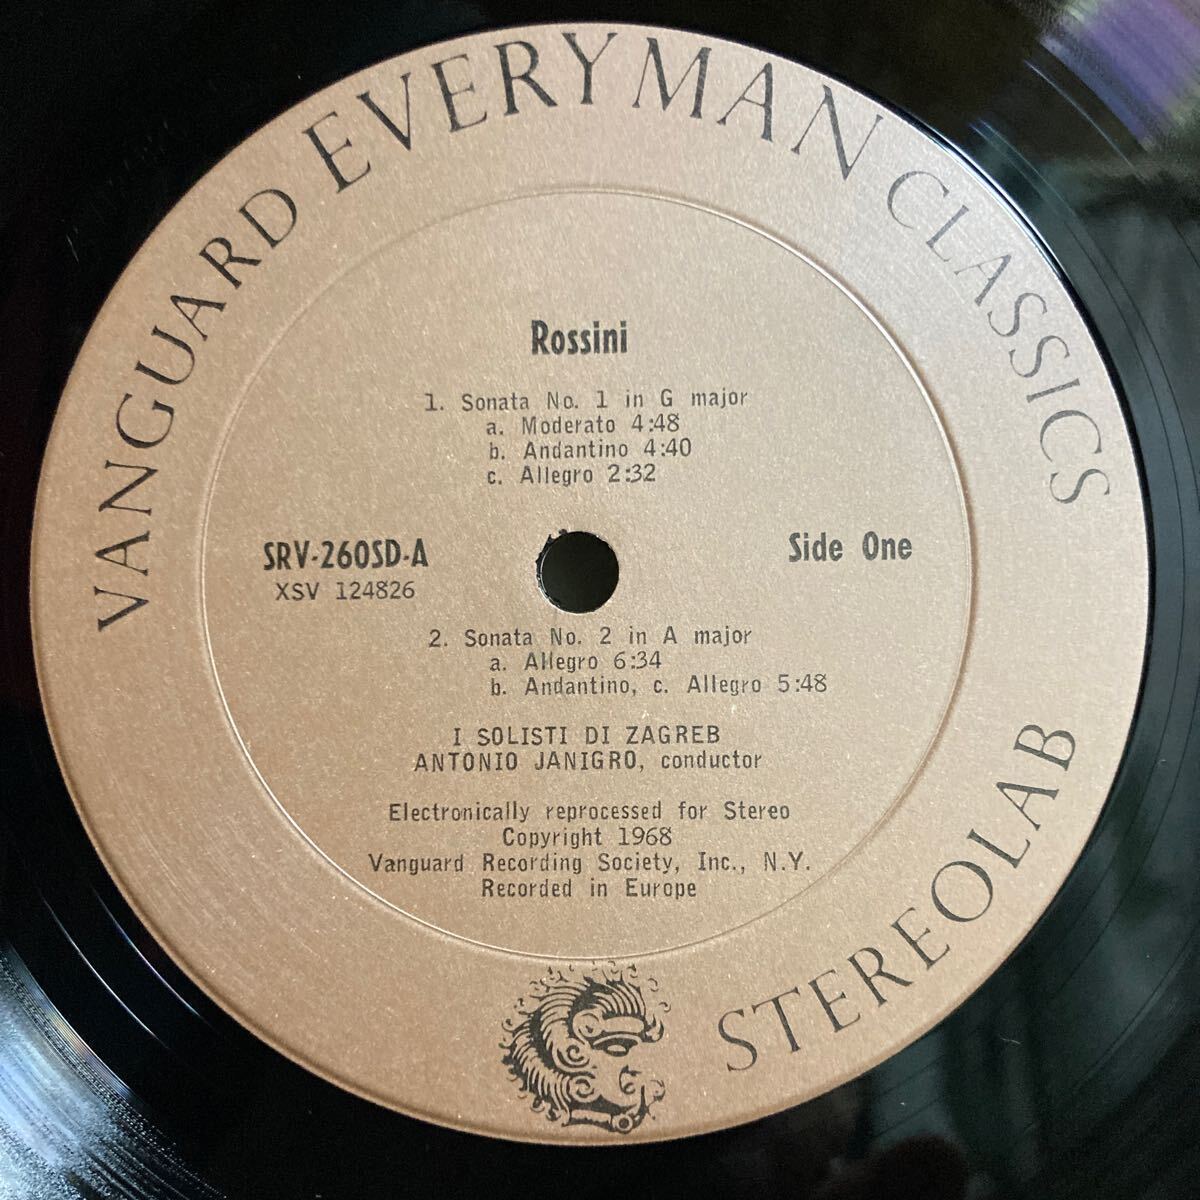 VANGUARD EVERYMAN CLASSICS
Rossini
1. Sonata No. 1 in G major
a. Moderato 4:48
b. Andantino 4:40
c. Allegro 2:32
SRV-260SD-A
XSV 124826
Side One
2. Sonata No. 2 in A major
a. Allegro 6:34
b. Andantino, c. Allegro 5:48
I SOLISTI DI ZAGREB
ANTONIO JANIGRO, conductor
Electronically reprocessed for Stereo
Copyright 1968
Vanguard Recording Society, Inc., N.Y.
Recorded in Europe
STEREOLAB